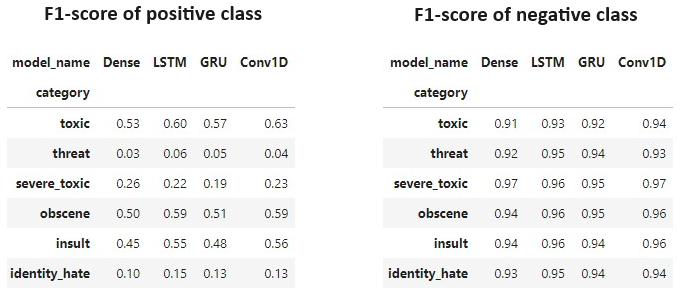 F1-score of positive class
model_name Dense LSTM GRU Conv1D
category
toxic 0.53 0.60 0.57 0.63
threat 0.03 0.06 0.05 0.04
severe_toxic 0.26 0.22 0.19 0.23
obscene 0.50 0.59 0.51 0.59
insult 0.45 0.55 0.48 0.56
identity_hate 0.10 0.15 0.13 0.13
F1-score of negative class
model_name Dense LSTM GRU Conv1D
category
toxic 0.91 0.93 0.92 0.94
threat 0.92 0.95 0.94 0.93
severe_toxic 0.97 0.96 0.95 0.97
obscene 0.94 0.96 0.95 0.96
insult 0.94 0.96 0.94 0.96
identity_hate 0.93 0.95 0.94 0.94